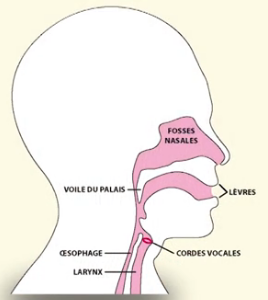 FOSSES
NASALES
VOILE DU PALAIS
LÈVRES
ŒSOPHAGE
CORDES VOCALES
LARYNX